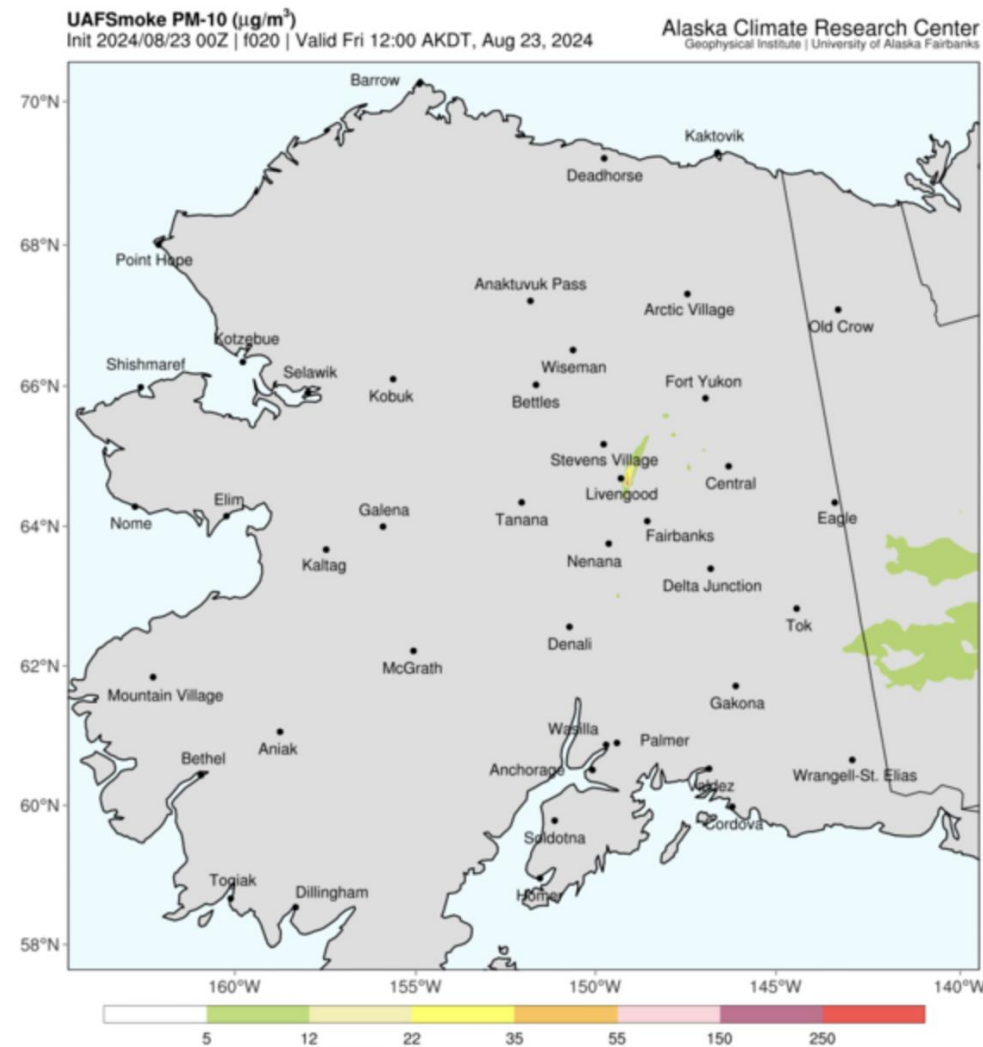 UAFSmoke PM-10 (μg/m³)
Init 2024/08/23 00Z | f020 | Valid Fri 12:00 AKDT, Aug 23, 2024
Alaska Climate Research Center
Geophysical Institute | University of Alaska Fairbanks
70°N
68°N
66°N
64°N
62°N
60°N
58°N
Barrow
Kaktovik
Deadhorse
Point Hope
Anaktuvuk Pass
Arctic Village
Old Crow
Kotzebue
Shishmaref
Selawik
Wiseman
Kobuk
Fort Yukon
Bettles
Stevens Village
Central
Livengood
Nome
Elim
Galena
Tanana
Eagle
Fairbanks
Kaltag
Nenana
Delta Junction
Tok
Denali
McGrath
Mountain Village
Gakona
Wasilla
Palmer
Aniak
Bethel
Anchorage
Wrangell-St. Elias
Valdez
Soldotna
Cordova
Togiak
Dillingham
Homer
160°W
155°W
150°W
145°W
140°W
5
12
22
35
55
150
250